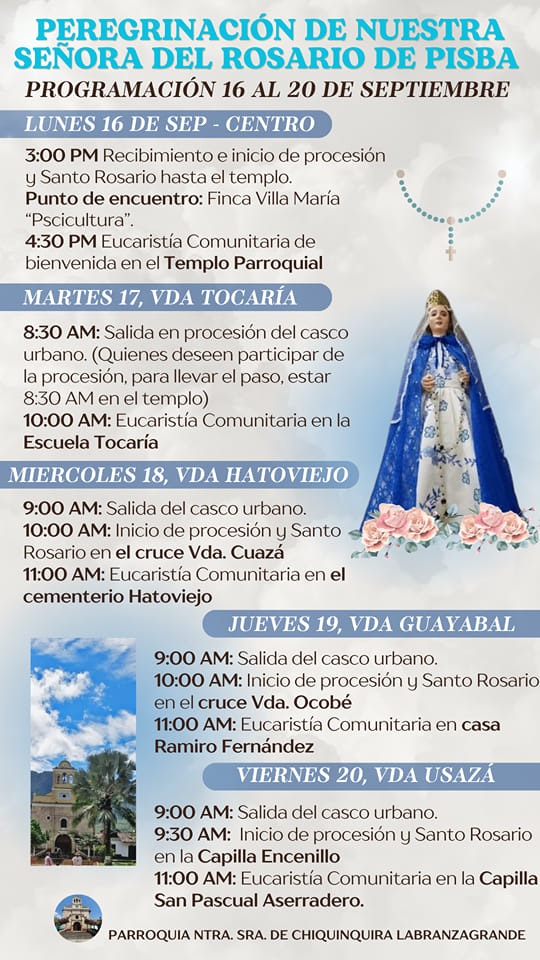 PEREGRINACIÓN DE NUESTRA
SEÑORA DEL ROSARIO DE PISBA
PROGRAMACIÓN 16 AL 20 DE SEPTIEMBRE
LUNES 16 DE SEP - CENTRO
3:00 PM Recibimiento e inicio de procesión
y Santo Rosario hasta el templo.
Punto de encuentro: Finca Villa María
“Pscicultura”.
4:30 PM Eucaristía Comunitaria de
bienvenida en el Templo Parroquial
MARTES 17, VDA TOCARÍA
8:30 AM: Salida en procesión del casco
urbano. (Quienes deseen participar de
la procesión, para llevar el paso, estar
8:30 AM en el templo)
10:00 AM: Eucaristía Comunitaria en la
Escuela Tocaría
MIERCOLES 18, VDA HATOVIEJO
9:00 AM: Salida del casco urbano.
10:00 AM: Inicio de procesión y Santo
Rosario en el cruce Vda. Cuazá
11:00 AM: Eucaristía Comunitaria en el
cementerio Hatoviejo
JUEVES 19, VDA GUAYABAL
9:00 AM: Salida del casco urbano.
10:00 AM: Inicio de procesión y Santo Rosario
en el cruce Vda. Ocobé
11:00 AM: Eucaristía Comunitaria en casa
Ramiro Fernández
VIERNES 20, VDA USAZÁ
9:00 AM: Salida del casco urbano.
9:30 AM: Inicio de procesión y Santo Rosario
en la Capilla Encenillo
11:00 AM: Eucaristía Comunitaria en la Capilla
San Pascual Aserradero.
PARROQUIA NTRA. SRA. DE CHIQUINQUIRA LABRANZAGRANDE